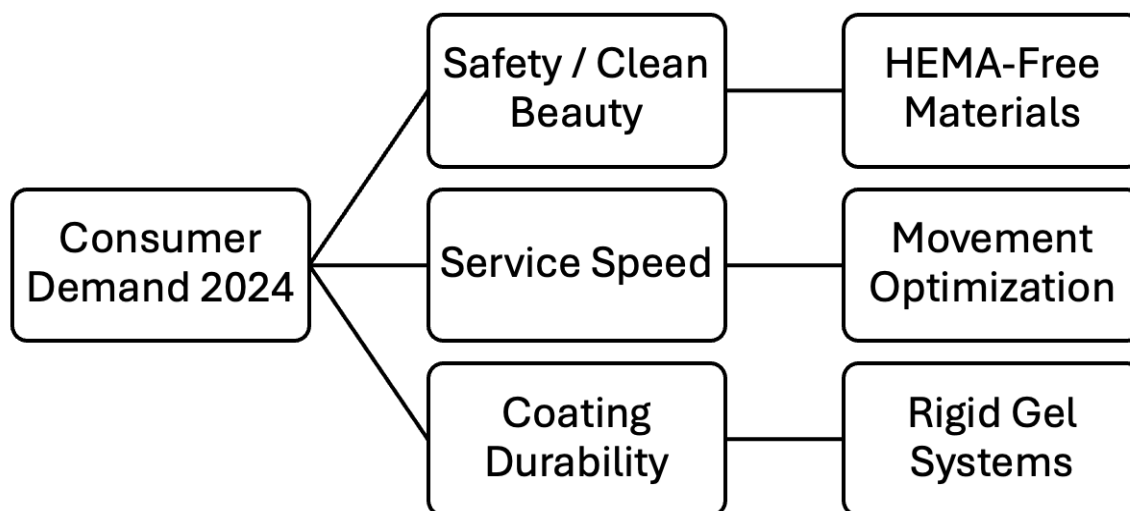 Consumer
Demand 2024
Safety / Clean
Beauty
HEMA-Free
Materials
Service Speed
Movement
Optimization
Coating
Durability
Rigid Gel
Systems